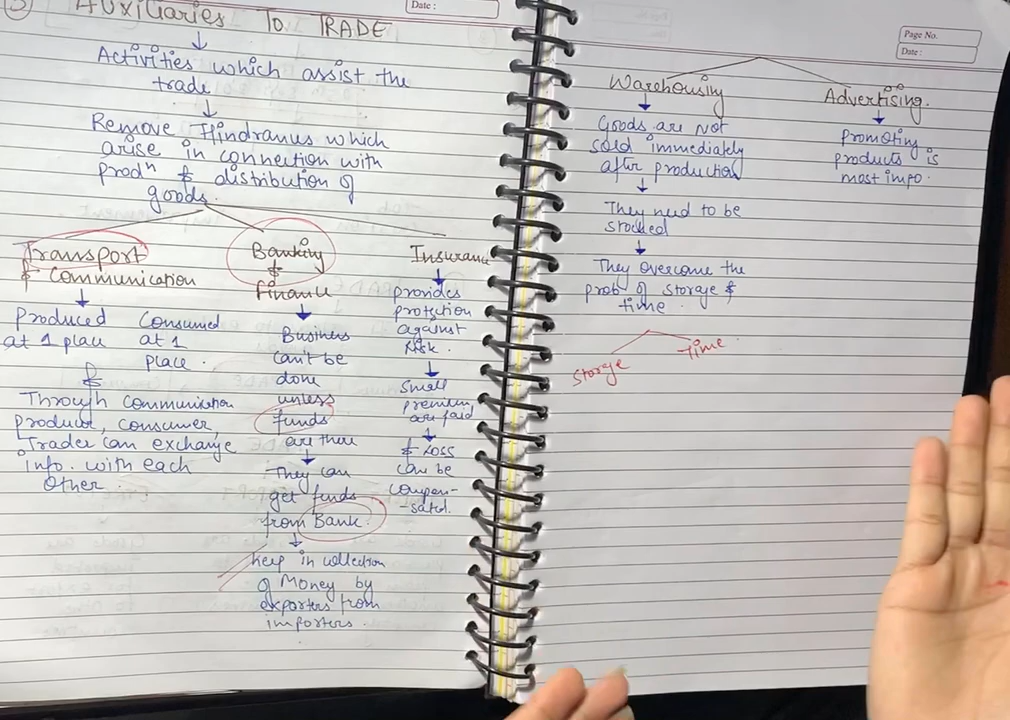 3
AUXILIARIES TO TRADE
Date :
Activities which assist the
trade
Remove Hindrances which
arise in connection with
prodⁿ & distribution of
goods.
Transport
& Communication
Produced
at 1 place
Consumed
at 1
place.
&
Through communication
producer, consumer,
Trader can exchange
info. with each
other.
Banking
&
Finance
Business
can't be
done
unless
funds
are there
They can
get funds
from Bank.
help in collection
of Money by
exporters from
importers.
Insurance
provides
protection
against
Risk.
Small
premium
are paid
& Loss
can be
compen-
-sated.
Page No.
Date :
Warehousing
Goods are not
sold immediately
after production
They need to be
stocked
They overcome the
prob. of storage &
time.
Storage
Time
Advertising.
Promoting
products is
most impo.